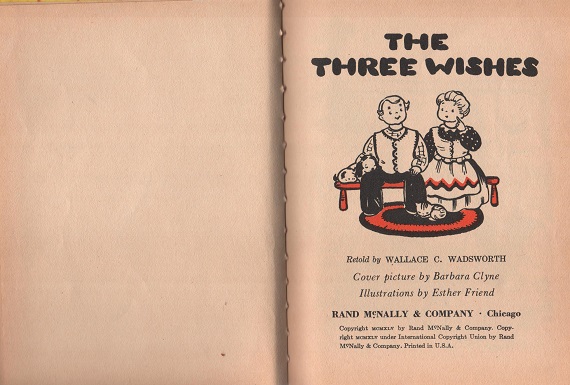 THE
THREE WISHES
Retold by WALLACE C. WADSWORTH
Cover picture by Barbara Clyne
Illustrations by Esther Friend
RAND MCNALLY & COMPANY · Chicago
Copyright MCMXLV by Rand McNally & Company. Copy-
right MCMXLV under International Copyright Union by Rand
McNally & Company. Printed in U.S.A.